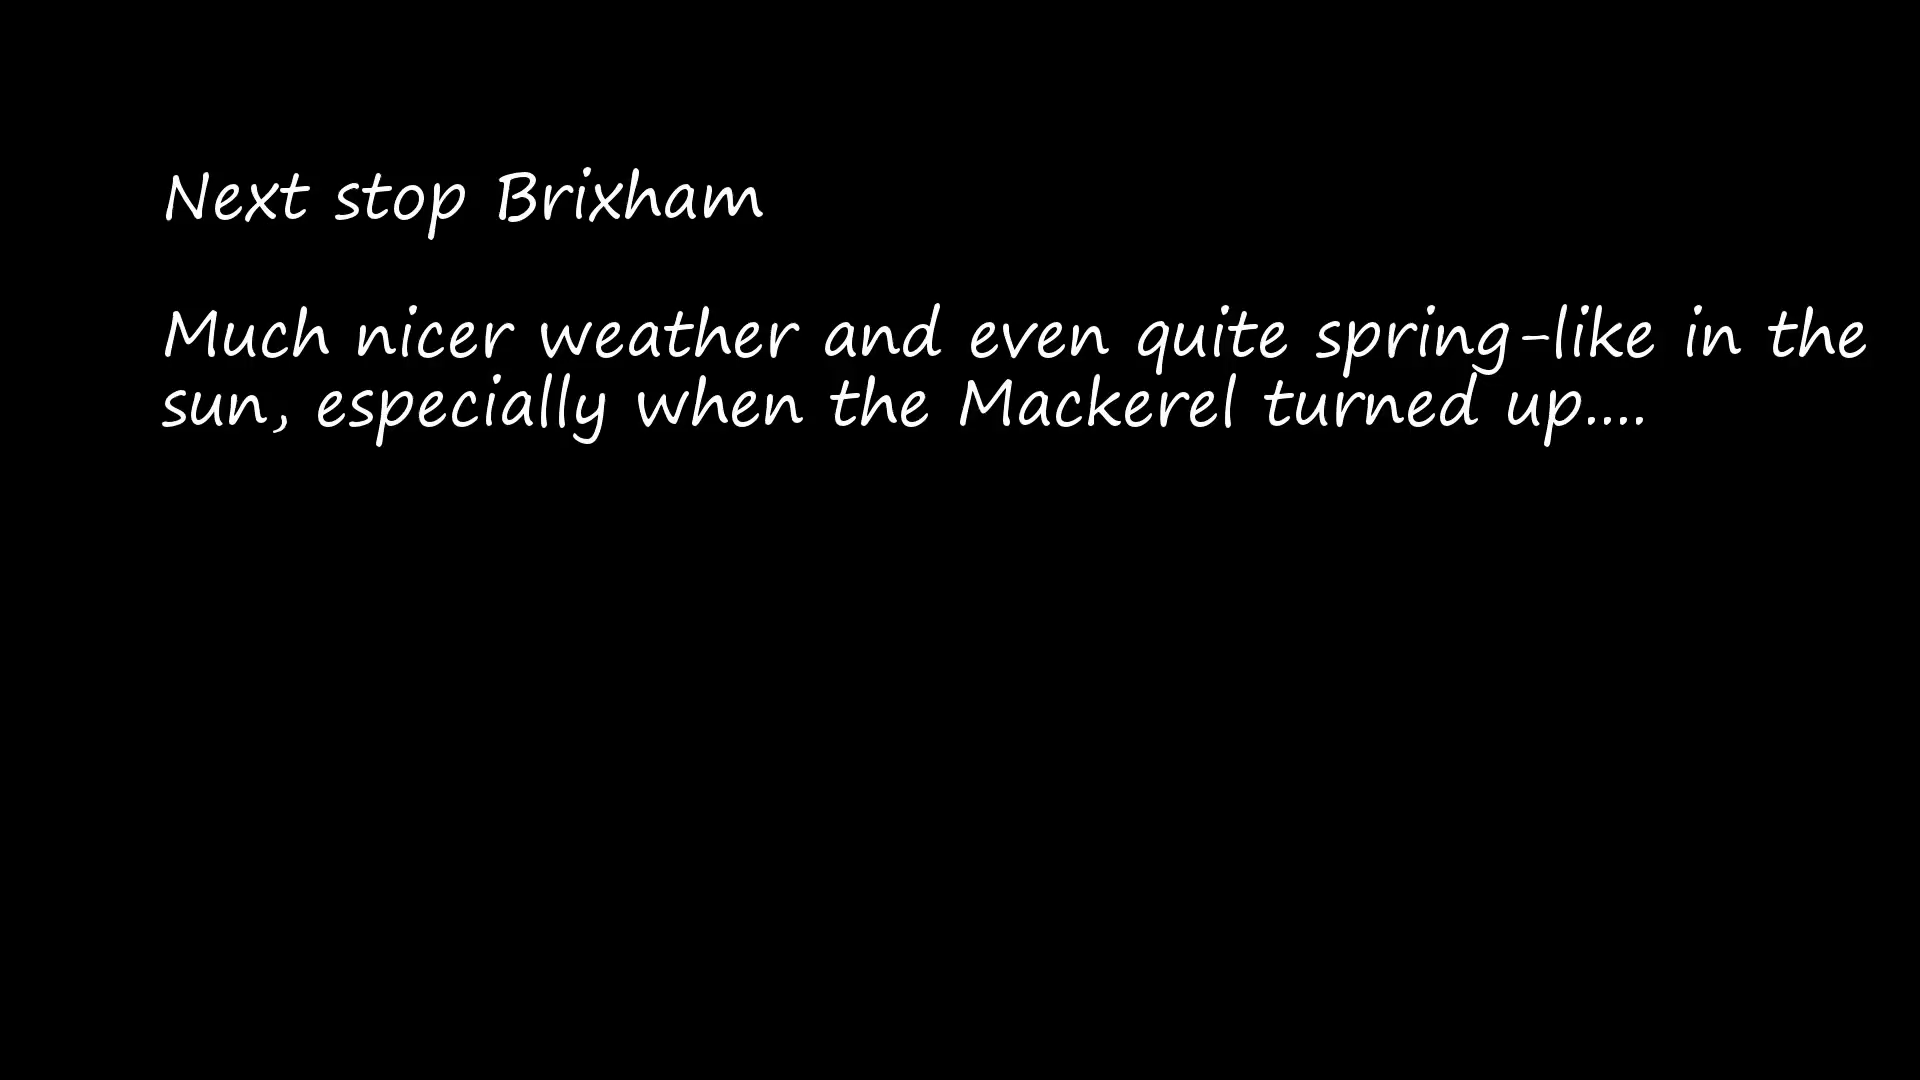 Next stop Brixham
Much nicer weather and even quite spring-like in the
sun, especially when the Mackerel turned up....